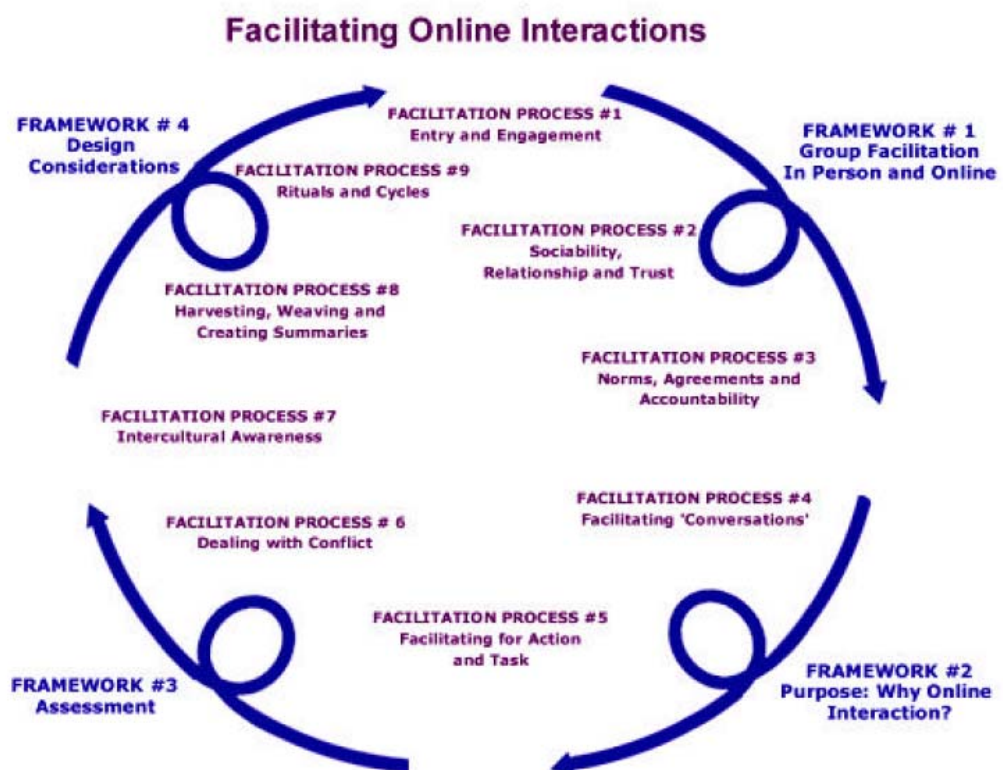 Facilitating Online Interactions
FACILITATION PROCESS #1
Entry and Engagement
FRAMEWORK # 1
Group Facilitation
In Person and Online
FACILITATION PROCESS #2
Sociability,
Relationship and Trust
FACILITATION PROCESS #3
Norms, Agreements and
Accountability
FACILITATION PROCESS #4
Facilitating 'Conversations'
FRAMEWORK #2
Purpose: Why Online
Interaction?
FACILITATION PROCESS #5
Facilitating for Action
and Task
FACILITATION PROCESS # 6
Dealing with Conflict
FRAMEWORK #3
Assessment
FACILITATION PROCESS #7
Intercultural Awareness
FACILITATION PROCESS #8
Harvesting, Weaving and
Creating Summaries
FACILITATION PROCESS #9
Rituals and Cycles
FRAMEWORK # 4
Design
Considerations